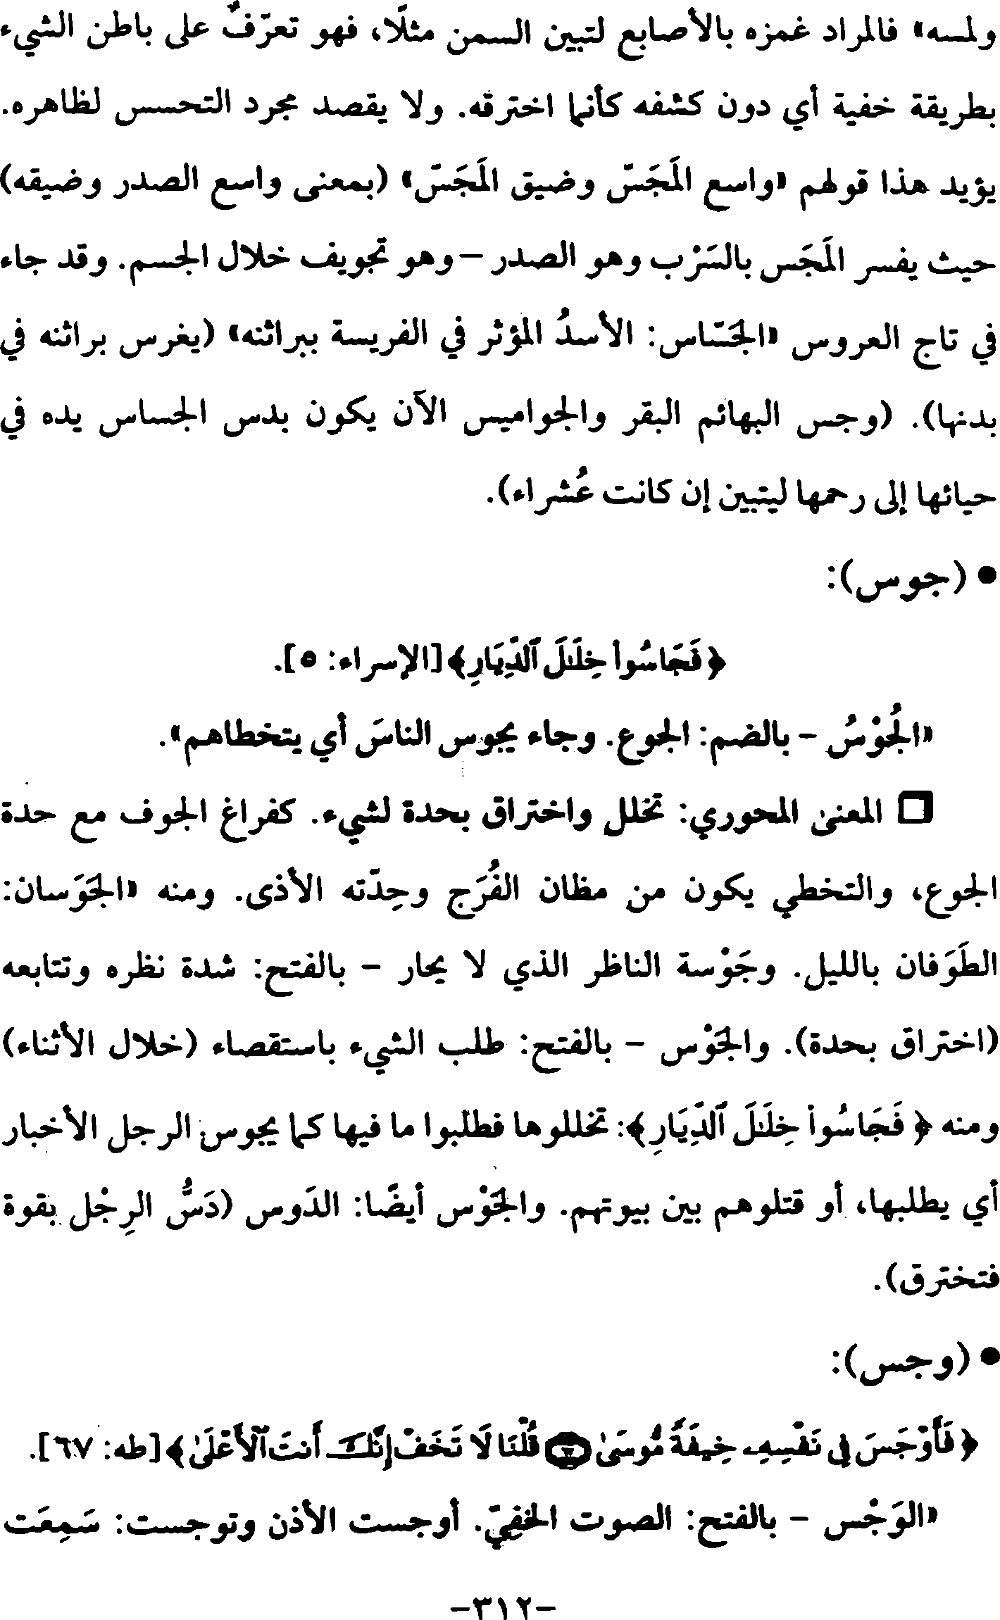 ولمسه» فالمراد غمزه بالأصابع لتبين السمن مثلًا، فهو تعرّفٌ على باطن الشيء
بطريقة خفية أي دون كشفه كأنما اخترقه. ولا يقصد مجرد التحسس لظاهره.
يؤيد هذا قولهم «واسع المَجَسّ وضيق المَجَسّ» (بمعنى واسع الصدر وضيقه)
حيث يفسر المَجَس بالسَرْب وهو الصدر – وهو تجويف خلال الجسم. وقد جاء
في تاج العروس «الجَسّاس: الأسدُ المؤثر في الفريسة ببراثنه» (يغرس براثنه في
بدنها). (وجس البهائم البقر والجواميس الآن يكون بدس الجساس يده في
حيائها إلى رحمها ليتبين إن كانت عُشراء).
• (جوس):
﴿فَجَاسُوا۟ خِلَـٰلَ ٱلدِّيَارِ﴾ [الإسراء: ٥].
«الجُوْسُ – بالضم: الجوع. وجاء يجوس الناسَ أي يتخطاهم».
□ المعنى المحوري: تخلل واختراق بحدة لشيء. كفراغ الجوف مع حدة
الجوع، والتخطي يكون من مظان الفُرَج وحِدّته الأذى. ومنه «الجَوَسان:
الطَوَفان بالليل. وجَوْسة الناظر الذي لا يحار – بالفتح: شدة نظره وتتابعه
(اختراق بحدة). والجَوْس – بالفتح: طلب الشيء باستقصاء (خلال الأثناء)
ومنه ﴿فَجَاسُوا۟ خِلَـٰلَ ٱلدِّيَارِ﴾: تخللوها فطلبوا ما فيها كما يجوس الرجل الأخبار
أي يطلبها، أو قتلوهم بين بيوتهم. والجَوْس أيضًا: الدَوس (دَسُّ الرِجْل بقوة
فتخترق).
• (وجس):
﴿فَأَوْجَسَ فِى نَفْسِهِۦ خِيفَةً مُّوسَىٰ ۝ قُلْنَا لَا تَخَفْ إِنَّكَ أَنتَ ٱلْأَعْلَىٰ﴾ [طه: ٦٧].
«الوَجْس – بالفتح: الصوت الخفِيّ. أوجست الأذن وتوجست: سَمِعَت
-٣١٢-